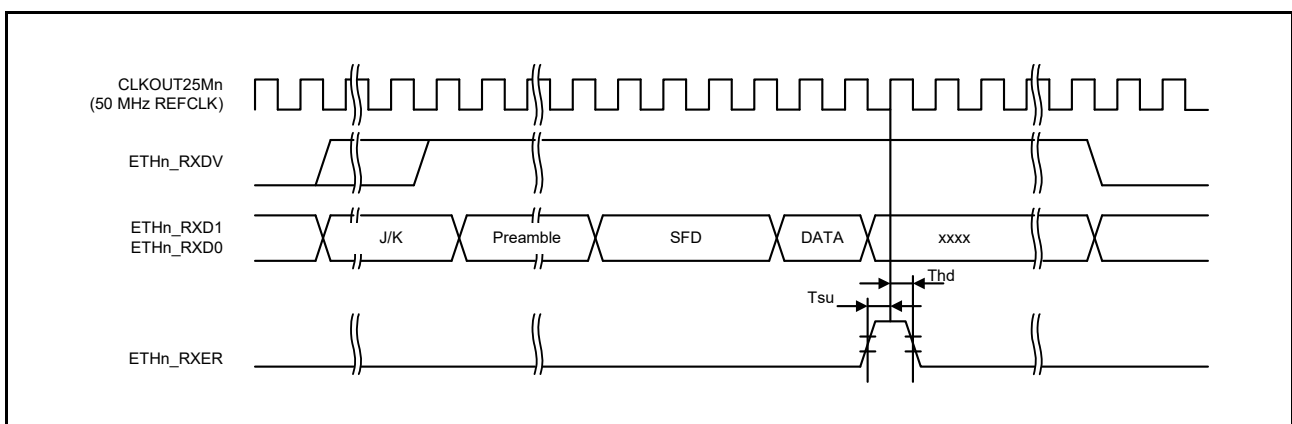 CLKOUT25Mn
(50 MHz REFCLK)
ETHn_RXDV
ETHn_RXD1
ETHn_RXD0
J/K
Preamble
SFD
DATA
xxxx
Thd
Tsu
ETHn_RXER